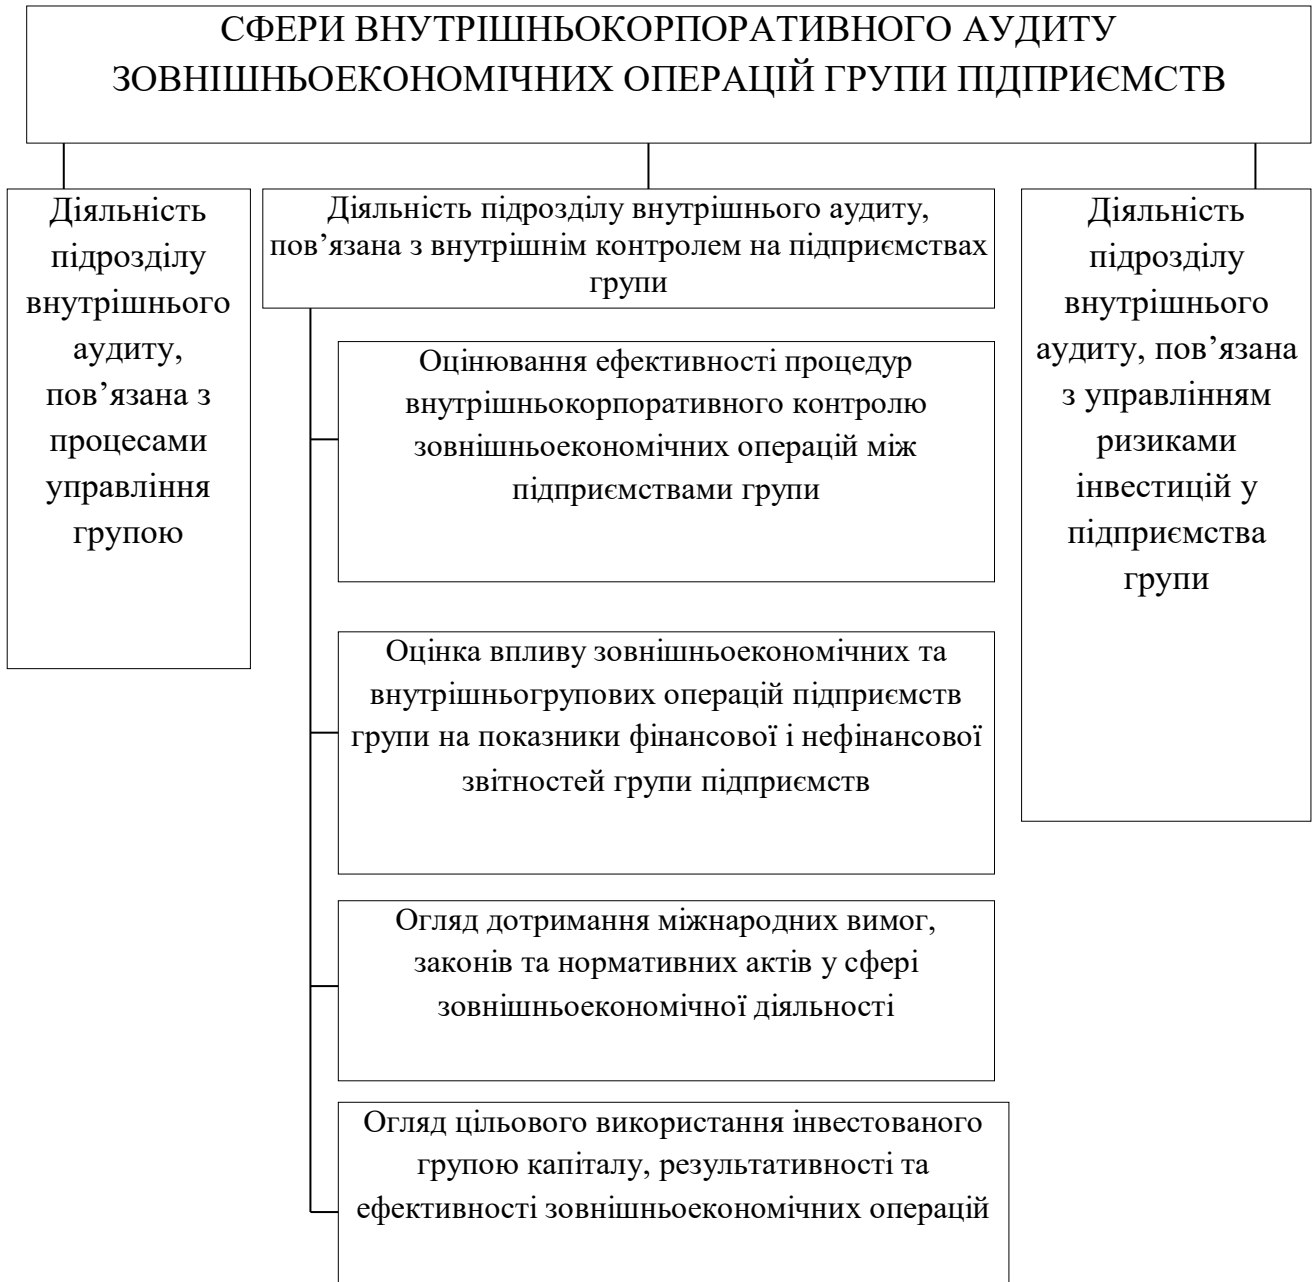 СФЕРИ ВНУТРІШНЬОКОРПОРАТИВНОГО АУДИТУ
ЗОВНІШНЬОЕКОНОМІЧНИХ ОПЕРАЦІЙ ГРУПИ ПІДПРИЄМСТВ
Діяльність
підрозділу
внутрішнього
аудиту,
пов’язана з
процесами
управління
групою
Діяльність підрозділу внутрішнього аудиту,
пов’язана з внутрішнім контролем на підприємствах
групи
Оцінювання ефективності процедур
внутрішньокорпоративного контролю
зовнішньоекономічних операцій між
підприємствами групи
Оцінка впливу зовнішньоекономічних та
внутрішньогрупових операцій підприємств
групи на показники фінансової і нефінансової
звітностей групи підприємств
Огляд дотримання міжнародних вимог,
законів та нормативних актів у сфері
зовнішньоекономічної діяльності
Огляд цільового використання інвестованого
групою капіталу, результативності та
ефективності зовнішньоекономічних операцій
Діяльність
підрозділу
внутрішнього
аудиту, пов’язана
з управлінням
ризиками
інвестицій у
підприємства
групи